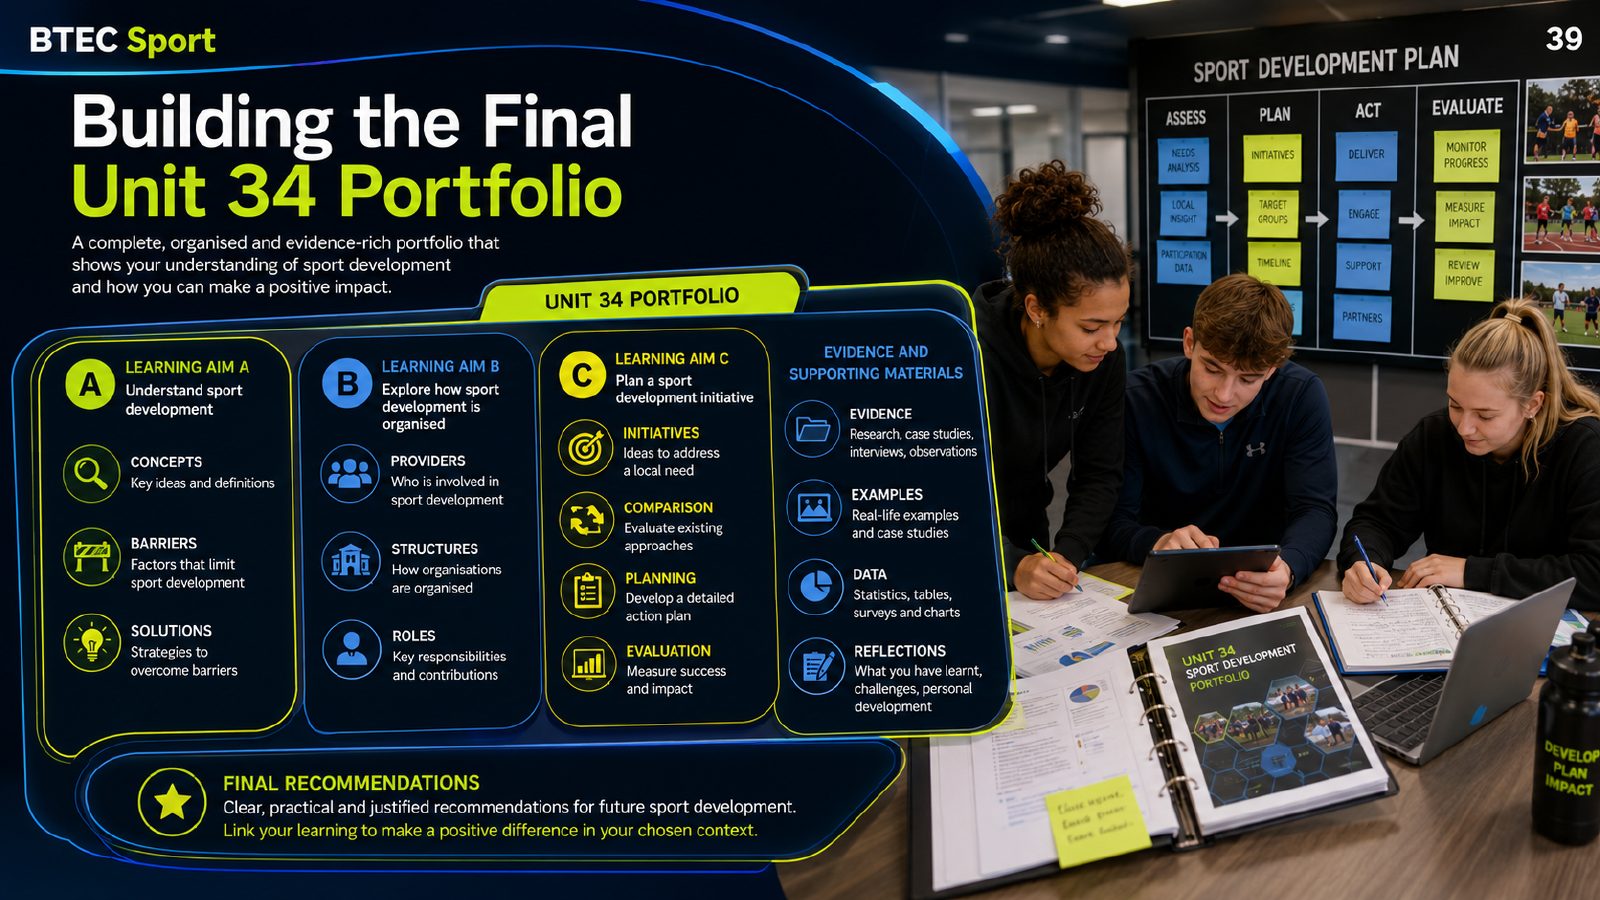 BTEC Sport
39
Building the Final
Unit 34 Portfolio
A complete, organised and evidence-rich portfolio that
shows your understanding of sport development
and how you can make a positive impact.
UNIT 34 PORTFOLIO
A
LEARNING AIM A
Understand sport
development
CONCEPTS
Key ideas and definitions
BARRIERS
Factors that limit
sport development
SOLUTIONS
Strategies to
overcome barriers
B
LEARNING AIM B
Explore how sport
development is
organised
PROVIDERS
Who is involved in
sport development
STRUCTURES
How organisations
are organised
ROLES
Key responsibilities
and contributions
C
LEARNING AIM C
Plan a sport
development initiative
INITIATIVES
Ideas to address
a local need
COMPARISON
Evaluate existing
approaches
PLANNING
Develop a detailed
action plan
EVALUATION
Measure success
and impact
EVIDENCE AND
SUPPORTING MATERIALS
EVIDENCE
Research, case studies,
interviews, observations
EXAMPLES
Real-life examples
and case studies
DATA
Statistics, tables,
surveys and charts
REFLECTIONS
What you have learnt,
challenges, personal
development
FINAL RECOMMENDATIONS
Clear, practical and justified recommendations for future sport development.
Link your learning to make a positive difference in your chosen context.
SPORT DEVELOPMENT PLAN
ASSESS
NEEDS
ANALYSIS
LOCAL
INSIGHT
PARTICIPATION
DATA
PLAN
INITIATIVES
TARGET
GROUPS
TIMELINE
ACT
DELIVER
ENGAGE
SUPPORT
PARTNERS
EVALUATE
MONITOR
PROGRESS
MEASURE
IMPACT
REVIEW
IMPROVE
UNIT 34
SPORT DEVELOPMENT
PORTFOLIO
DEVELOP
PLAN
IMPACT